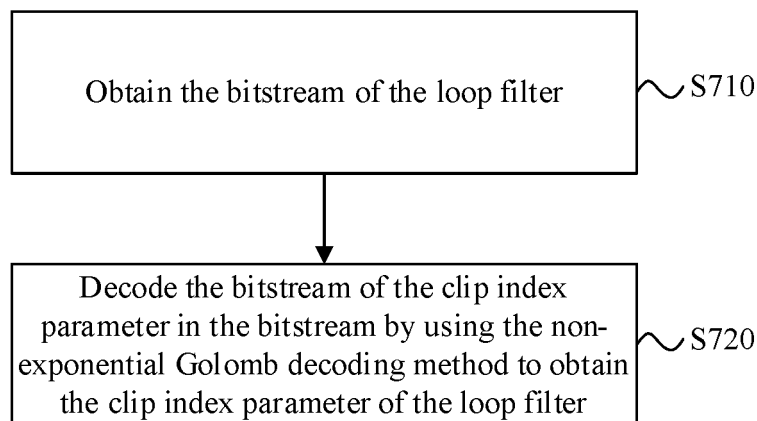 Obtain the bitstream of the loop filter
S710
Decode the bitstream of the clip index
parameter in the bitstream by using the non-
exponential Golomb decoding method to obtain
the clip index parameter of the loop filter
S720